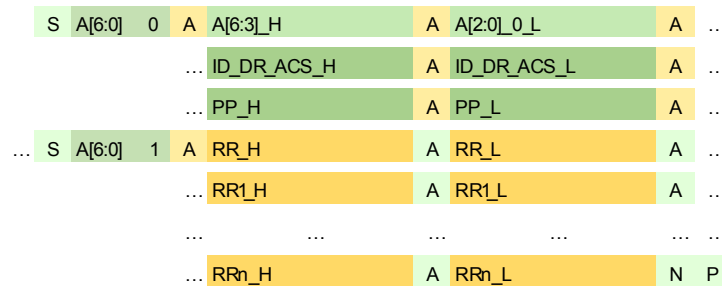 S A[6:0] 0 A A[6:3]_H A A[2:0]_0_L A ...
... ID_DR_ACS_H A ID_DR_ACS_L A ...
... PP_H A PP_L A ...
... S A[6:0] 1 A RR_H A RR_L A ...
... RR1_H A RR1_L A ...
... ... ... ... ... ...
... RRn_H A RRn_L N P